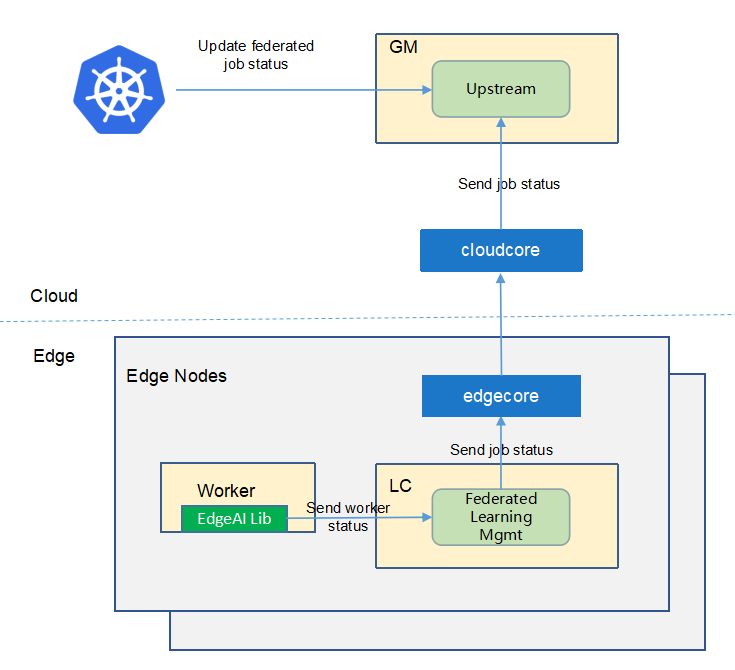 Update federated
job status
GM
Upstream
Send job status
cloudcore
Cloud
Edge
Edge Nodes
edgecore
Send job status
Worker
EdgeAI Lib
Send worker
status
LC
Federated
Learning
Mgmt